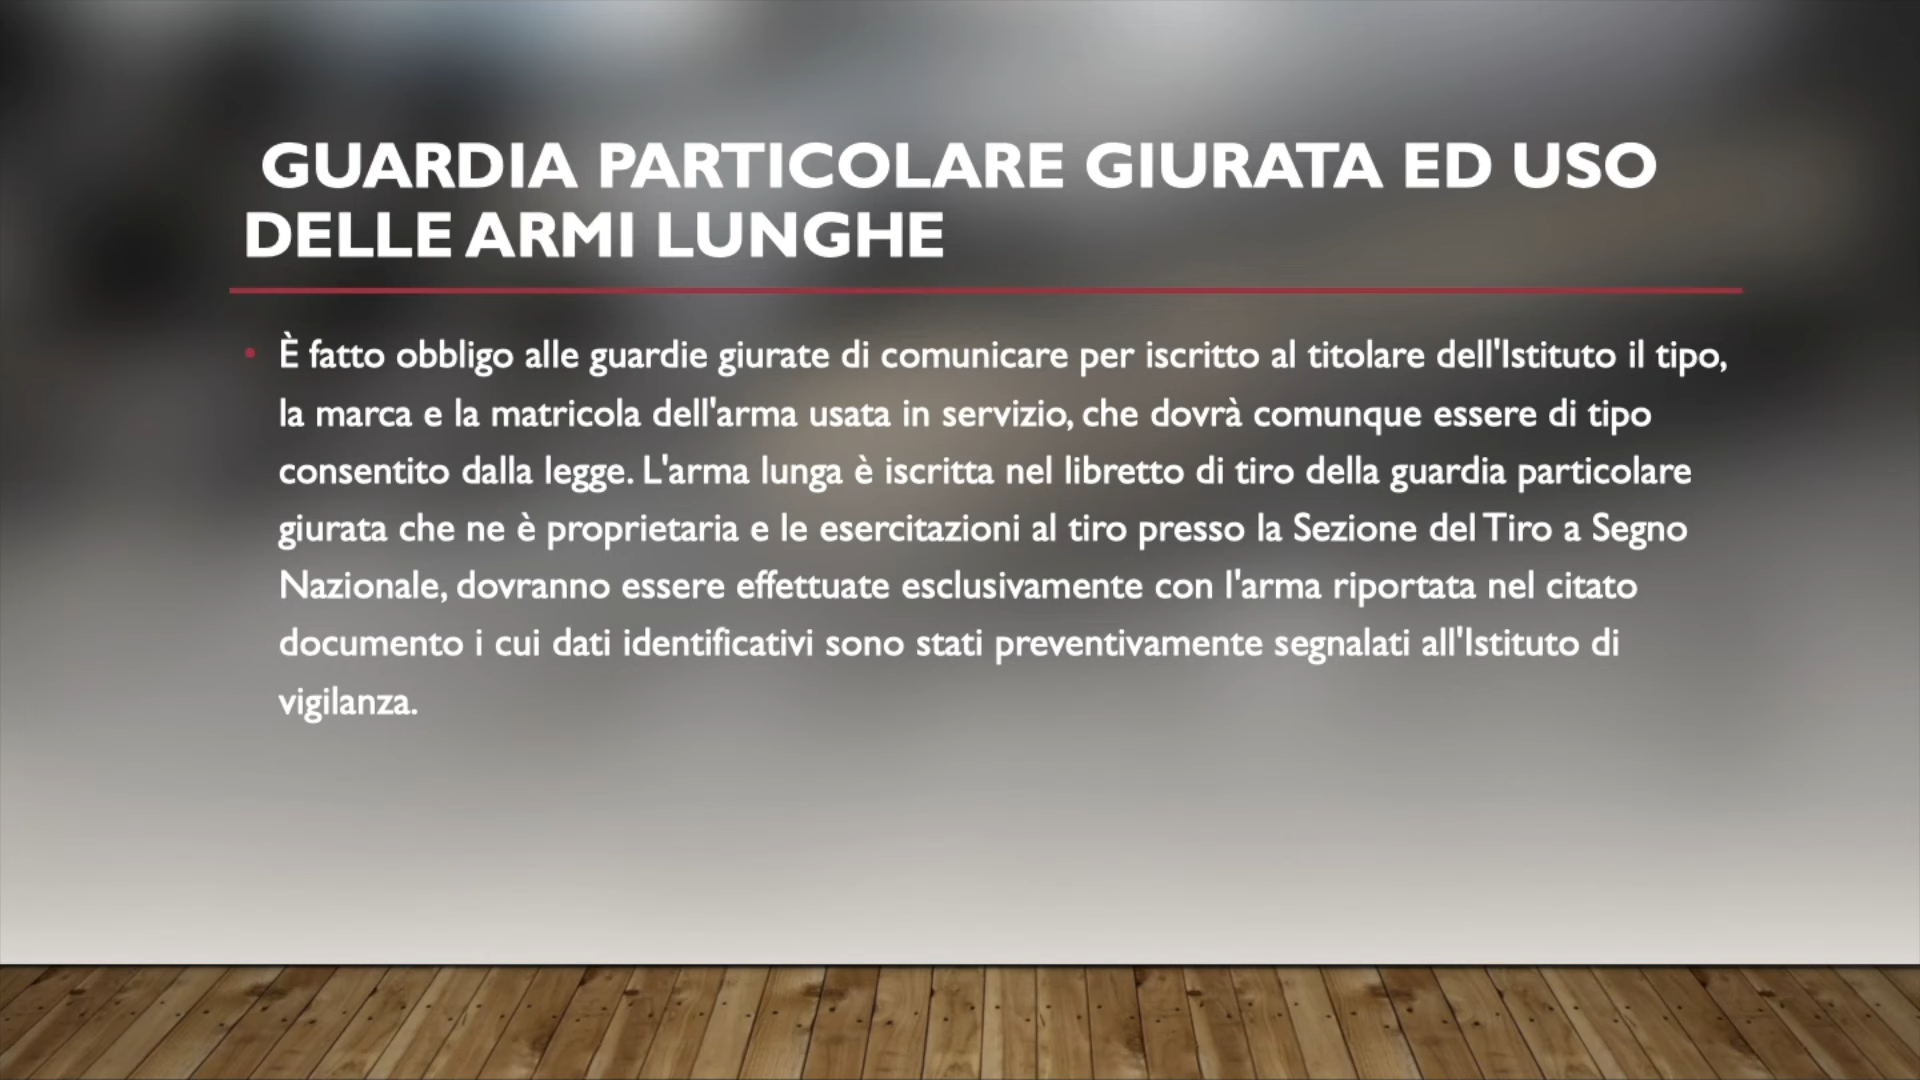 GUARDIA PARTICOLARE GIURATA ED USO
DELLE ARMI LUNGHE
• È fatto obbligo alle guardie giurate di comunicare per iscritto al titolare dell'Istituto il tipo,
la marca e la matricola dell'arma usata in servizio, che dovrà comunque essere di tipo
consentito dalla legge. L'arma lunga è iscritta nel libretto di tiro della guardia particolare
giurata che ne è proprietaria e le esercitazioni al tiro presso la Sezione del Tiro a Segno
Nazionale, dovranno essere effettuate esclusivamente con l'arma riportata nel citato
documento i cui dati identificativi sono stati preventivamente segnalati all'Istituto di
vigilanza.